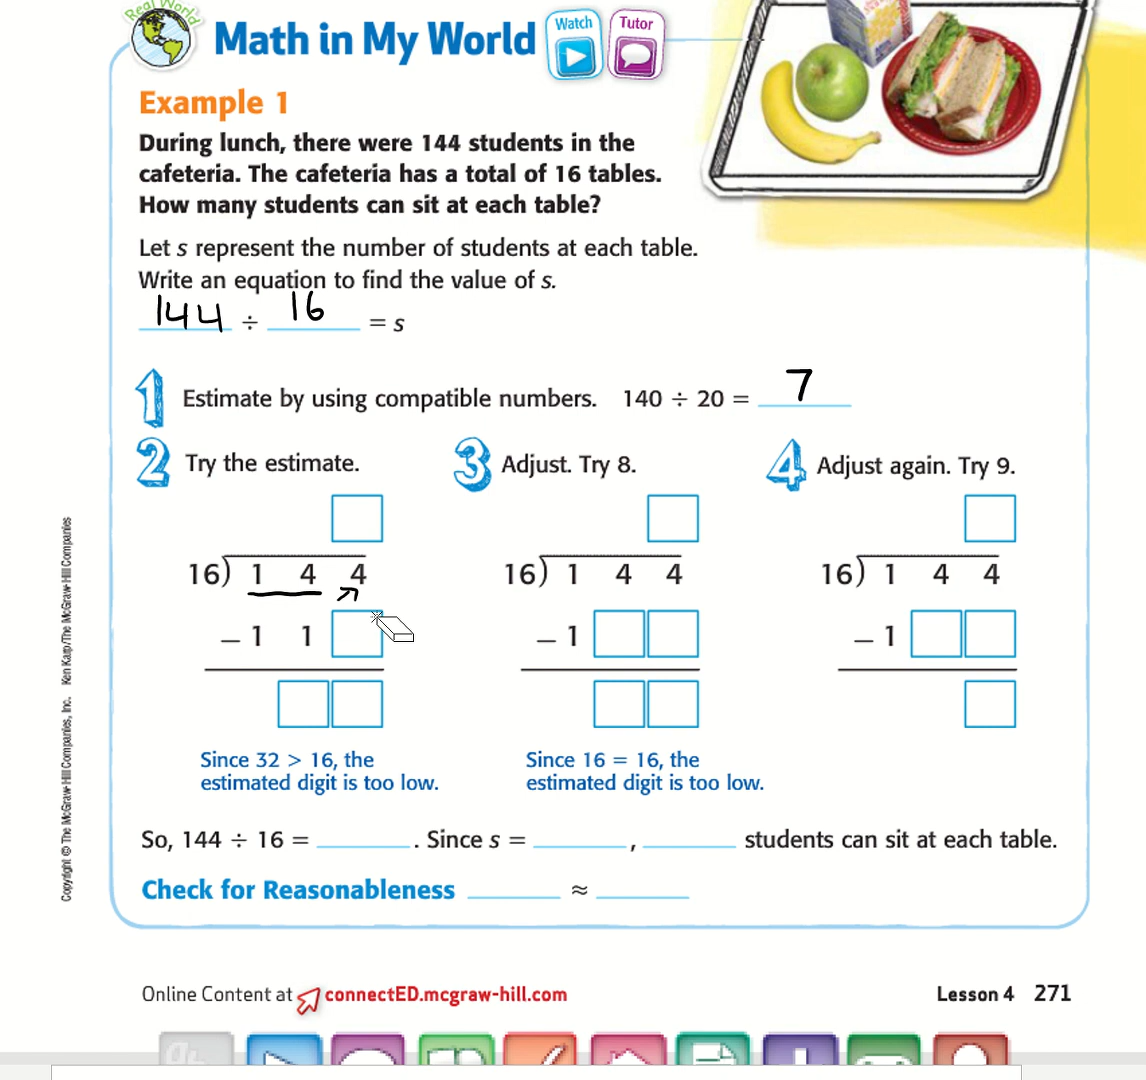 Real World
Math in My World
Watch
Tutor
Example 1
During lunch, there were 144 students in the
cafeteria. The cafeteria has a total of 16 tables.
How many students can sit at each table?
Let s represent the number of students at each table.
Write an equation to find the value of s.
144 ÷ 16 = s
1 Estimate by using compatible numbers. 140 ÷ 20 = 7
2 Try the estimate.
16) 1 4 4
− 1 1
Since 32 > 16, the
estimated digit is too low.
3 Adjust. Try 8.
16) 1 4 4
− 1
Since 16 = 16, the
estimated digit is too low.
4 Adjust again. Try 9.
16) 1 4 4
− 1
So, 144 ÷ 16 = ________. Since s = ________, ________ students can sit at each table.
Check for Reasonableness ________ ≈ ________
Copyright © The McGraw-Hill Companies, Inc. Ken Karp/The McGraw-Hill Companies
Online Content at connectED.mcgraw-hill.com
Lesson 4 271